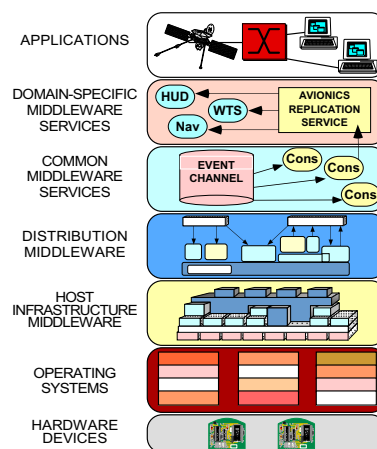 APPLICATIONS
DOMAIN-SPECIFIC
MIDDLEWARE
SERVICES
HUD
WTS
Nav
AVIONICS
REPLICATION
SERVICE
COMMON
MIDDLEWARE
SERVICES
EVENT
CHANNEL
Cons
Cons
Cons
DISTRIBUTION
MIDDLEWARE
HOST
INFRASTRUCTURE
MIDDLEWARE
OPERATING
SYSTEMS
HARDWARE
DEVICES